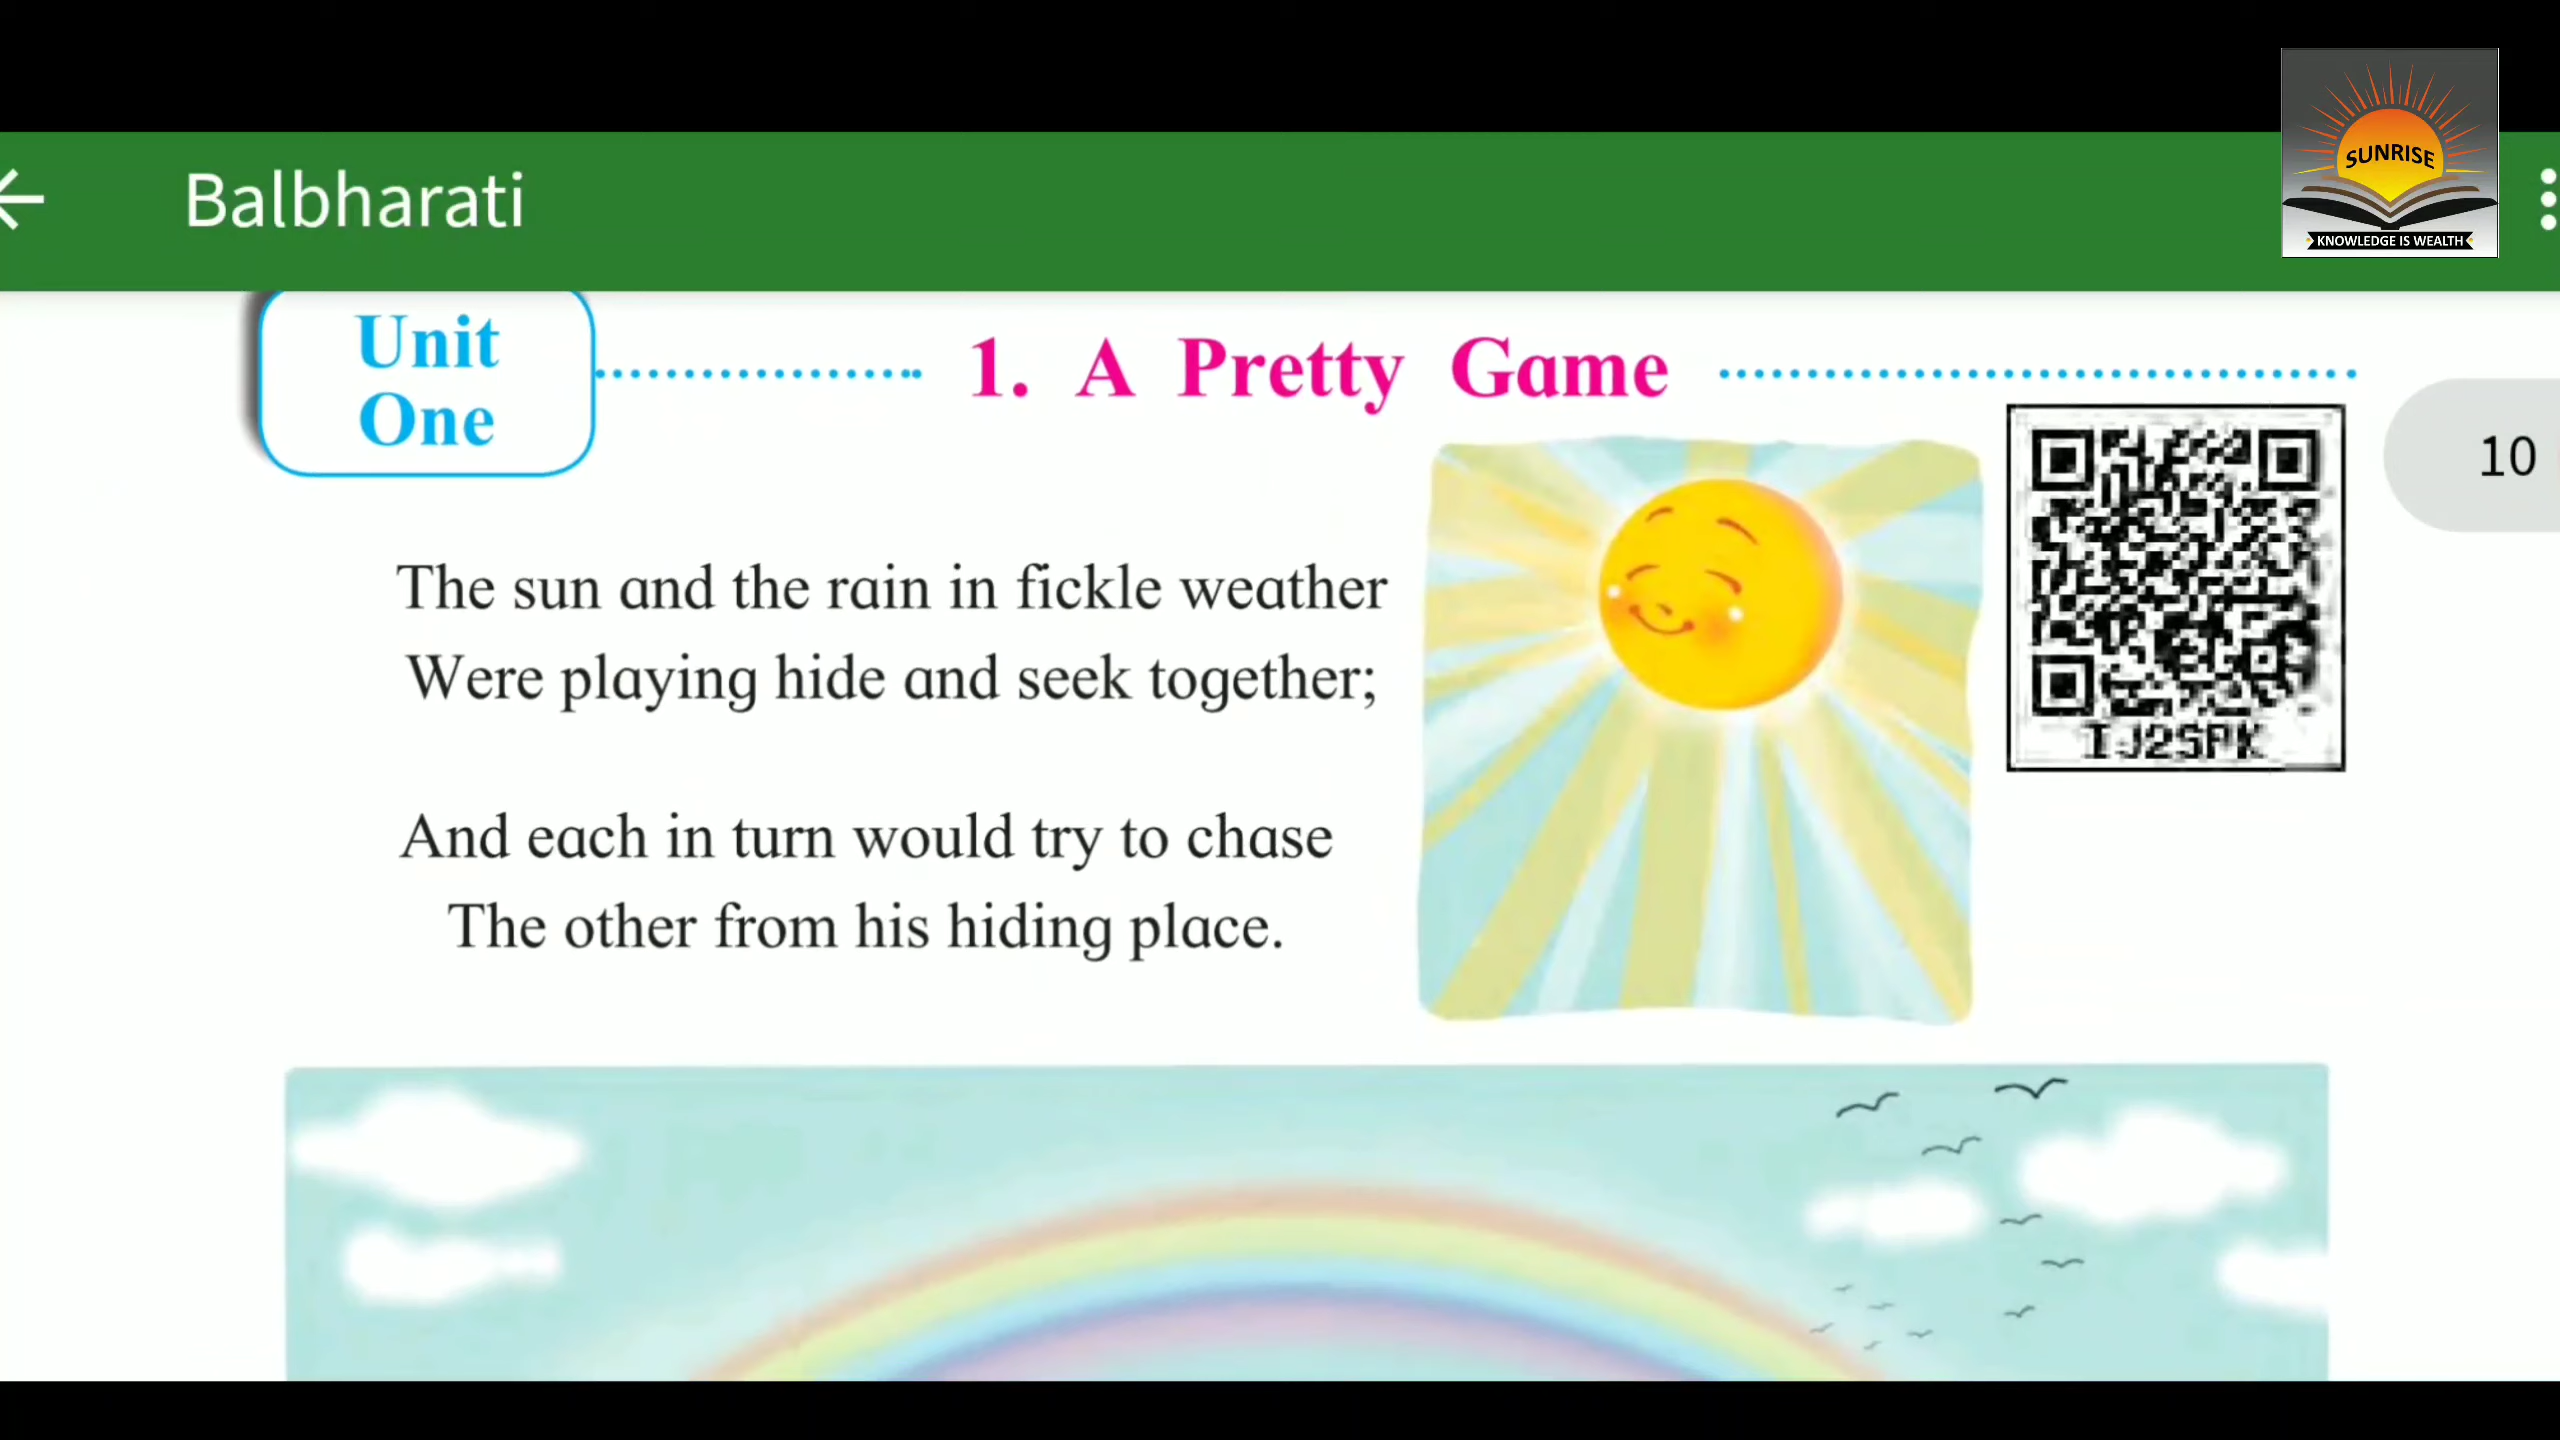 SUNRISE
KNOWLEDGE IS WEALTH
Balbharati
Unit
One
1. A Pretty Game
10
IJ2SPK
The sun and the rain in fickle weather
Were playing hide and seek together;
And each in turn would try to chase
The other from his hiding place.